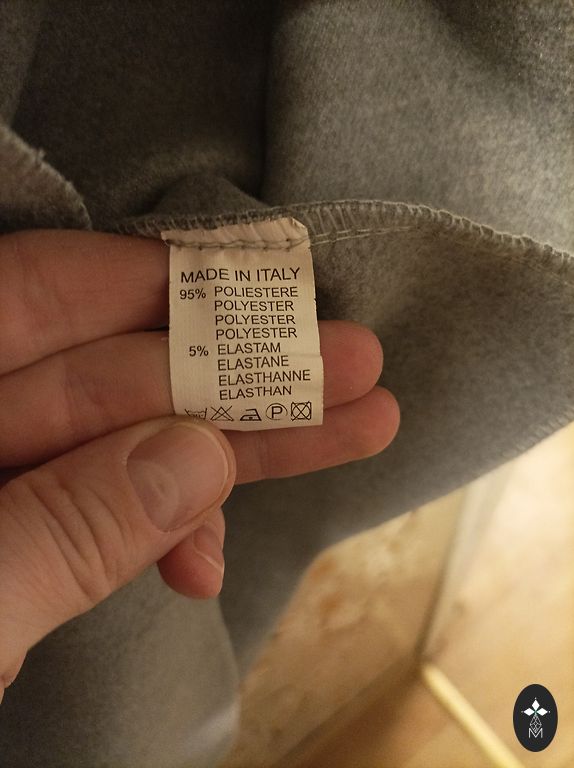 MADE IN ITALY
95% POLIESTERE
POLYESTER
POLYESTER
POLYESTER
5% ELASTAM
ELASTANE
ELASTHANNE
ELASTHAN
P
M